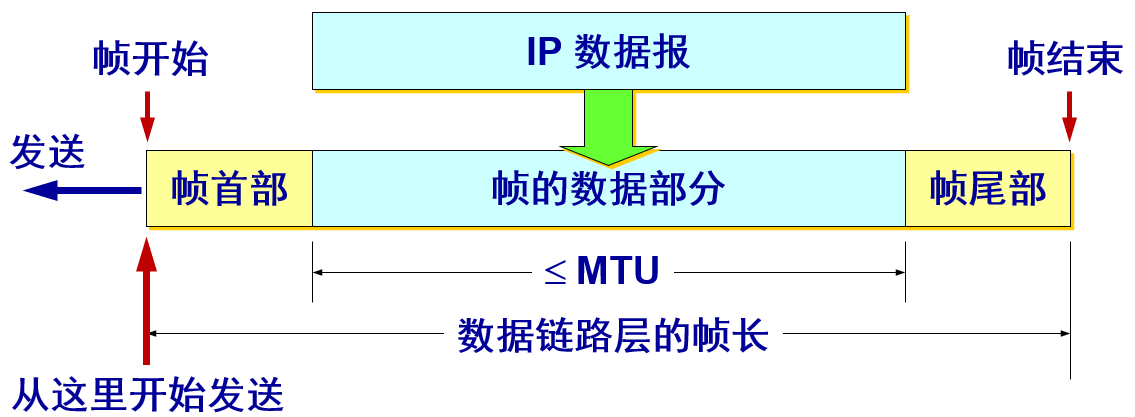 IP 数据报
帧开始
帧结束
发送
帧首部
帧的数据部分
帧尾部
≤ MTU
数据链路层的帧长
从这里开始发送